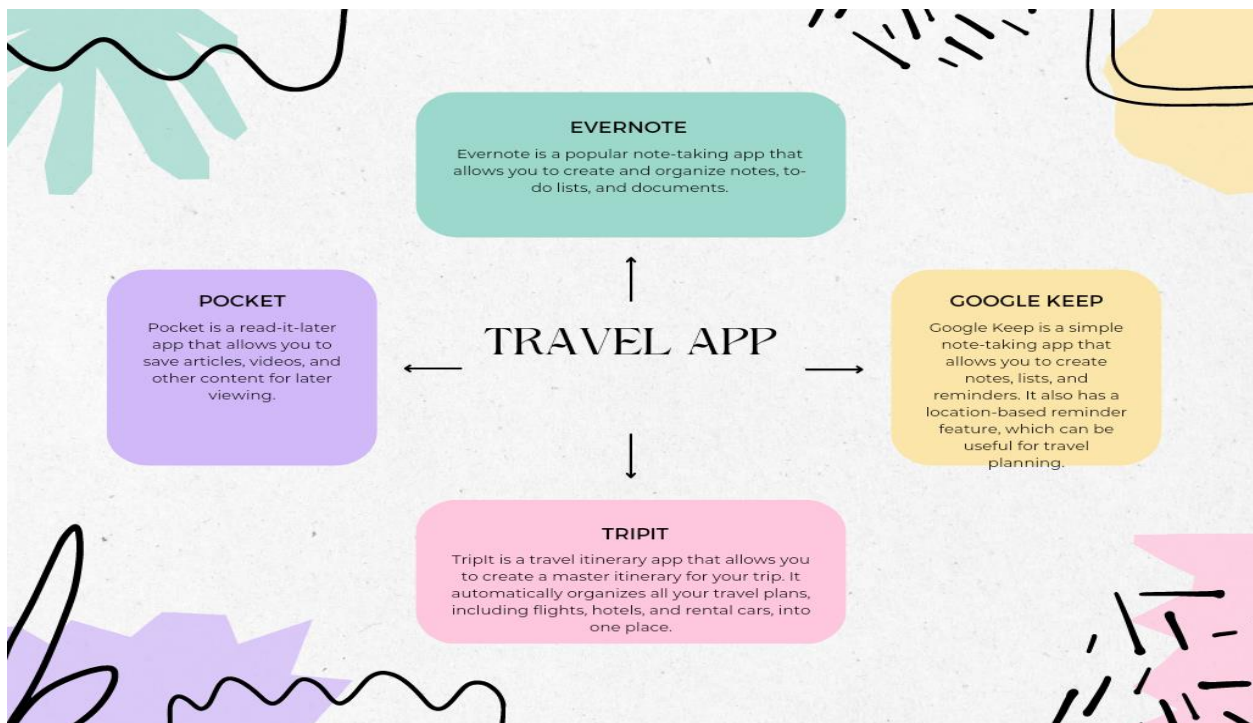 EVERNOTE
Evernote is a popular note-taking app that
allows you to create and organize notes, to-
do lists, and documents.
POCKET
Pocket is a read-it-later
app that allows you to
save articles, videos, and
other content for later
viewing.
TRAVEL APP
GOOGLE KEEP
Google Keep is a simple
note-taking app that
allows you to create
notes, lists, and
reminders. It also has a
location-based reminder
feature, which can be
useful for travel
planning.
TRIPIT
TripIt is a travel itinerary app that allows you
to create a master itinerary for your trip. It
automatically organizes all your travel plans,
including flights, hotels, and rental cars, into
one place.